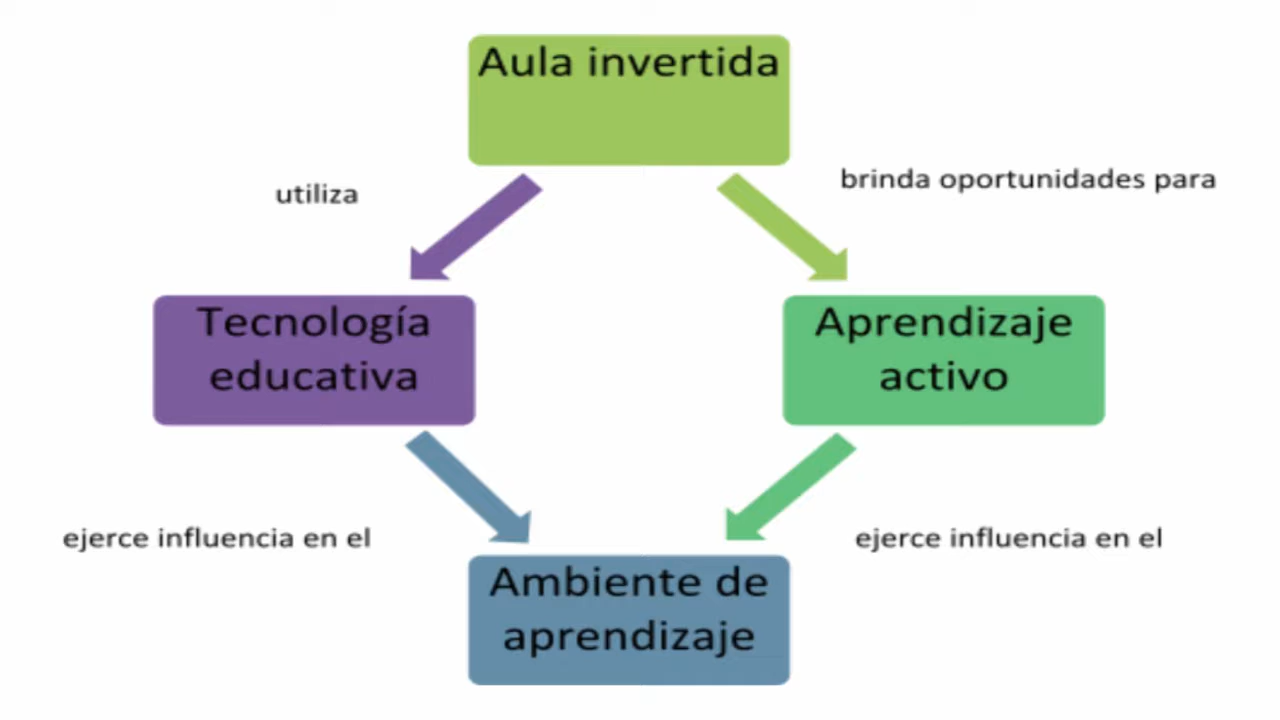 Aula invertida
utiliza
brinda oportunidades para
Tecnología
educativa
Aprendizaje
activo
ejerce influencia en el
ejerce influencia en el
Ambiente de
aprendizaje